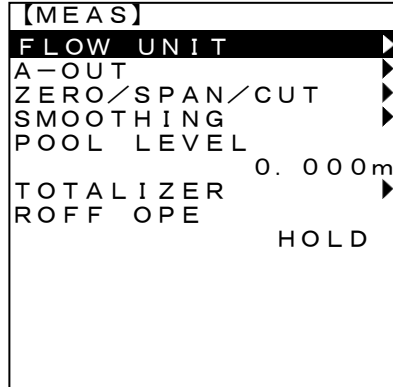 【MEAS】
FLOW UNIT ▶
A−OUT ▶
ZERO/SPAN/CUT ▶
SMOOTHING ▶
POOL LEVEL
0.000m
TOTALIZER ▶
ROFF OPE
HOLD